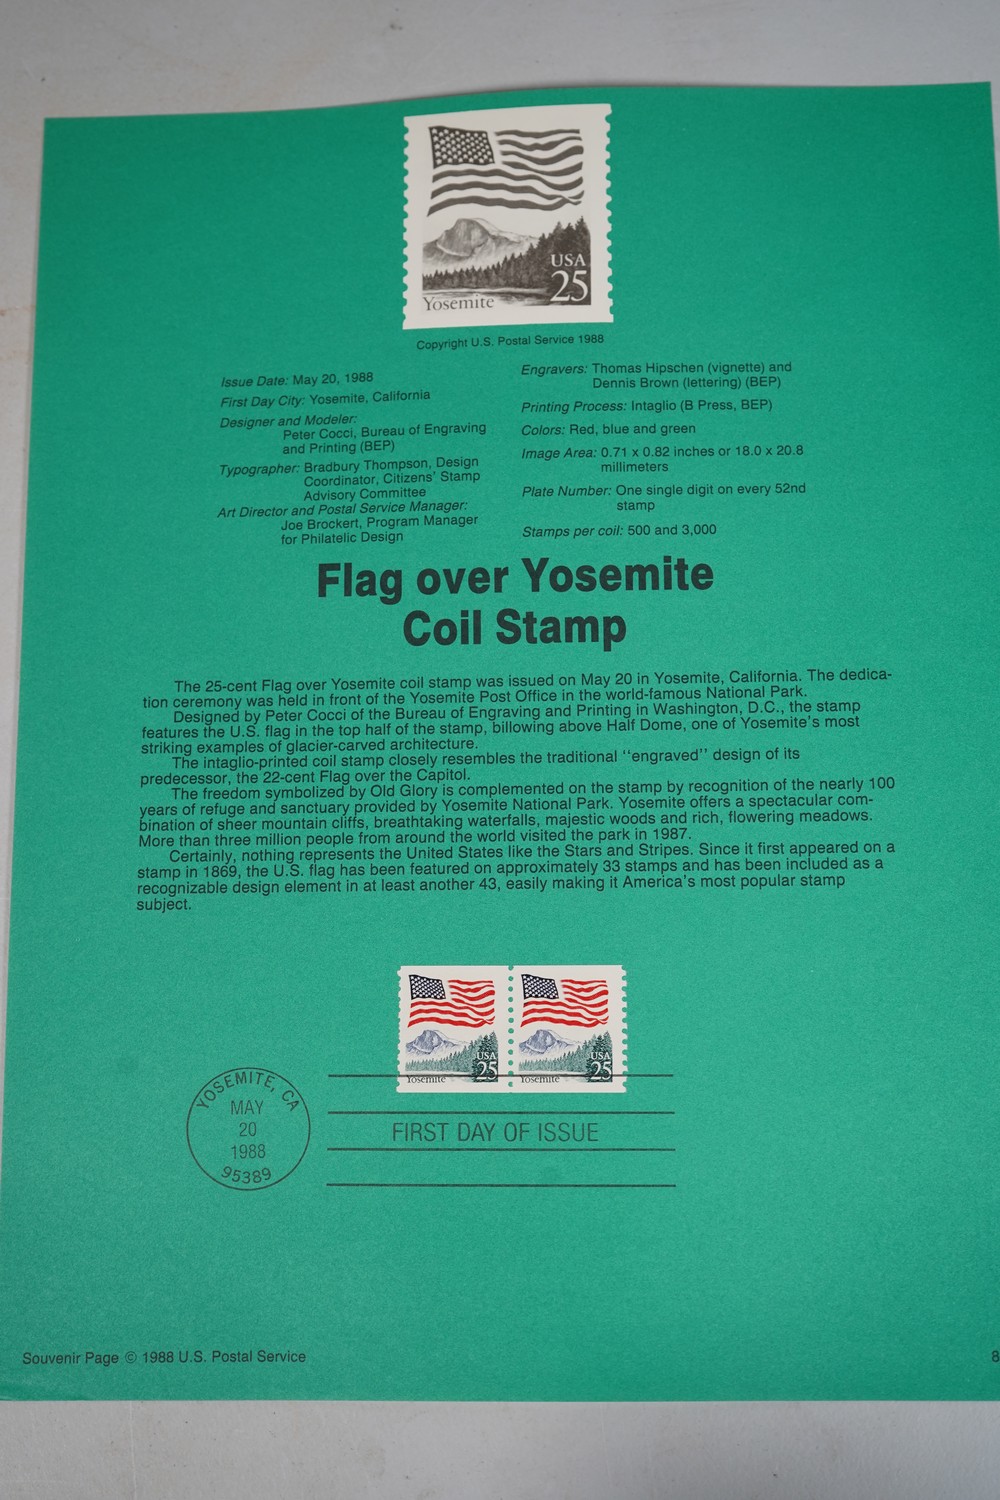 USA
25
Yosemite
Copyright U.S. Postal Service 1988
Issue Date: May 20, 1988
First Day City: Yosemite, California
Designer and Modeler:
Peter Cocci, Bureau of Engraving
and Printing (BEP)
Typographer: Bradbury Thompson, Design
Coordinator, Citizens' Stamp
Advisory Committee
Art Director and Postal Service Manager:
Joe Brockert, Program Manager
for Philatelic Design
Engravers: Thomas Hipschen (vignette) and
Dennis Brown (lettering) (BEP)
Printing Process: Intaglio (B Press, BEP)
Colors: Red, blue and green
Image Area: 0.71 x 0.82 inches or 18.0 x 20.8
millimeters
Plate Number: One single digit on every 52nd
stamp
Stamps per coil: 500 and 3,000
Flag over Yosemite
Coil Stamp
The 25-cent Flag over Yosemite coil stamp was issued on May 20 in Yosemite, California. The dedica-
tion ceremony was held in front of the Yosemite Post Office in the world-famous National Park.
Designed by Peter Cocci of the Bureau of Engraving and Printing in Washington, D.C., the stamp
features the U.S. flag in the top half of the stamp, billowing above Half Dome, one of Yosemite's most
striking examples of glacier-carved architecture.
The intaglio-printed coil stamp closely resembles the traditional ''engraved'' design of its
predecessor, the 22-cent Flag over the Capitol.
The freedom symbolized by Old Glory is complemented on the stamp by recognition of the nearly 100
years of refuge and sanctuary provided by Yosemite National Park. Yosemite offers a spectacular com-
bination of sheer mountain cliffs, breathtaking waterfalls, majestic woods and rich, flowering meadows.
More than three million people from around the world visited the park in 1987.
Certainly, nothing represents the United States like the Stars and Stripes. Since it first appeared on a
stamp in 1869, the U.S. flag has been featured on approximately 33 stamps and has been included as a
recognizable design element in at least another 43, easily making it America's most popular stamp
subject.
USA
25
Yosemite
USA
25
Yosemite
YOSEMITE, CA
MAY
20
1988
95389
FIRST DAY OF ISSUE
Souvenir Page © 1988 U.S. Postal Service
8